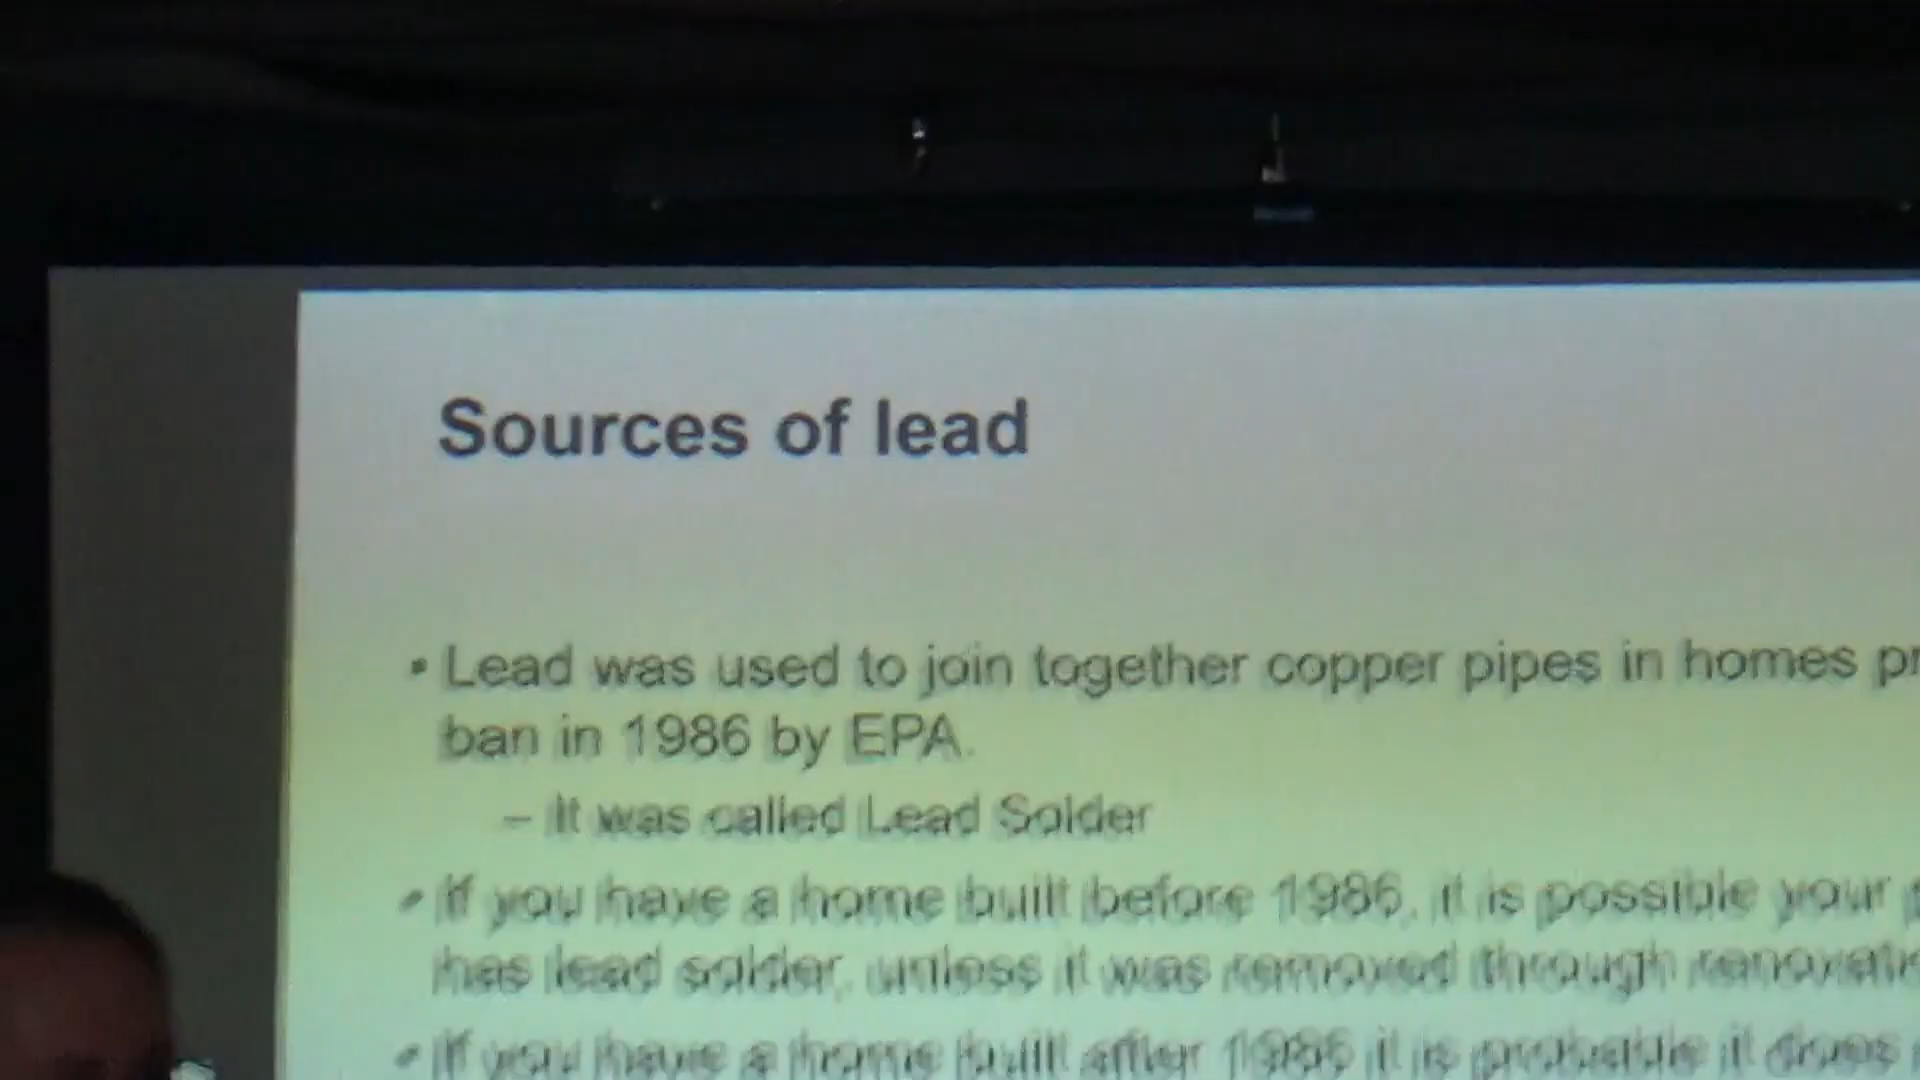 Sources of lead
• Lead was used to join together copper pipes in homes pr
ban in 1986 by EPA.
– It was called Lead Solder
• If you have a home built before 1986, it is possible your
has lead solder, unless it was removed through renovati
• If you have a home built after 1986 it is probable it does